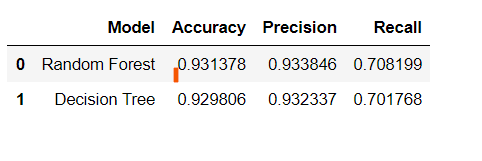 Model Accuracy Precision Recall
0 Random Forest 0.931378 0.933846 0.708199
1 Decision Tree 0.929806 0.932337 0.701768